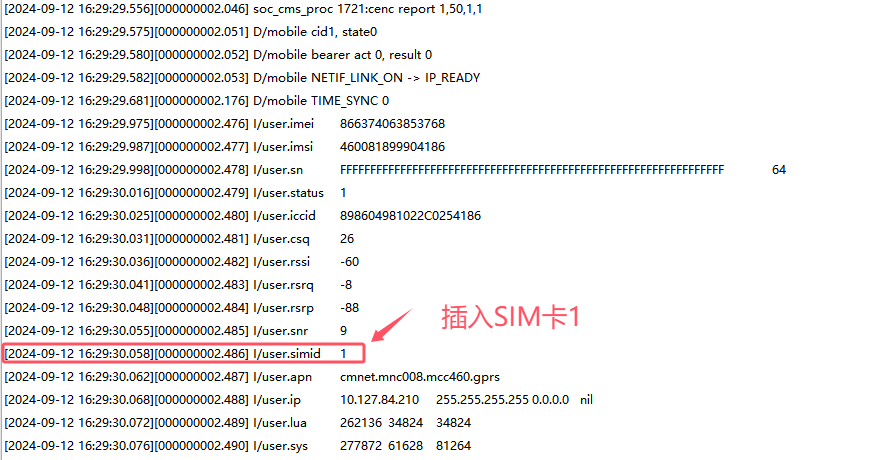 [2024-09-12 16:29:29.556][000000002.046] soc_cms_proc 1721:cenc report 1,50,1,1
[2024-09-12 16:29:29.575][000000002.051] D/mobile cid1, state0
[2024-09-12 16:29:29.580][000000002.052] D/mobile bearer act 0, result 0
[2024-09-12 16:29:29.582][000000002.053] D/mobile NETIF_LINK_ON -> IP_READY
[2024-09-12 16:29:29.681][000000002.176] D/mobile TIME_SYNC 0
[2024-09-12 16:29:29.975][000000002.476] I/user.imei 866374063853768
[2024-09-12 16:29:29.987][000000002.477] I/user.imsi 460081899904186
[2024-09-12 16:29:29.998][000000002.478] I/user.sn FFFFFFFFFFFFFFFFFFFFFFFFFFFFFFFFFFFFFFFFFFFFFFFFFFFFFFFFFFFFFFFF 64
[2024-09-12 16:29:30.016][000000002.479] I/user.status 1
[2024-09-12 16:29:30.025][000000002.480] I/user.iccid 898604981022C0254186
[2024-09-12 16:29:30.031][000000002.481] I/user.csq 26
[2024-09-12 16:29:30.036][000000002.482] I/user.rssi -60
[2024-09-12 16:29:30.041][000000002.483] I/user.rsrq -8
[2024-09-12 16:29:30.048][000000002.484] I/user.rsrp -88
插入SIM卡1
[2024-09-12 16:29:30.055][000000002.485] I/user.snr 9
[2024-09-12 16:29:30.058][000000002.486] I/user.simid 1
[2024-09-12 16:29:30.062][000000002.487] I/user.apn cmnet.mnc008.mcc460.gprs
[2024-09-12 16:29:30.068][000000002.488] I/user.ip 10.127.84.210 255.255.255.255 0.0.0.0 nil
[2024-09-12 16:29:30.072][000000002.489] I/user.lua 262136 34824 34824
[2024-09-12 16:29:30.076][000000002.490] I/user.sys 277872 61628 81264